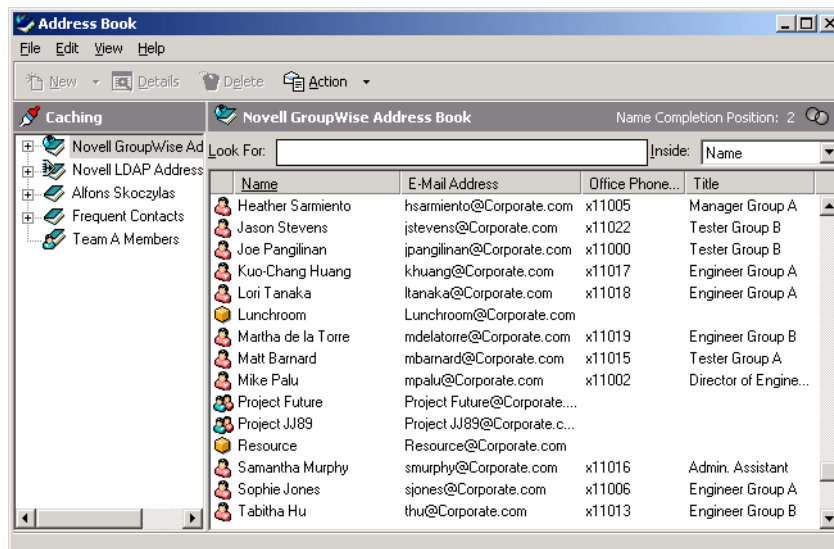 Address Book
File Edit View Help
New Details Delete Action
Caching
Novell GroupWise Ad
Novell LDAP Address
Alfons Skoczylas
Frequent Contacts
Team A Members
Novell GroupWise Address Book Name Completion Position: 2
Look For: Inside: Name
Name E-Mail Address Office Phone... Title
Heather Sarmiento hsarmiento@Corporate.com x11005 Manager Group A
Jason Stevens jstevens@Corporate.com x11022 Tester Group B
Joe Pangilinan jpangilinan@Corporate.com x11000 Tester Group B
Kuo-Chang Huang khuang@Corporate.com x11017 Engineer Group A
Lori Tanaka ltanaka@Corporate.com x11018 Engineer Group A
Lunchroom Lunchroom@Corporate.com
Martha de la Torre mdelatorre@Corporate.com x11019 Engineer Group B
Matt Barnard mbarnard@Corporate.com x11015 Tester Group A
Mike Palu mpalu@Corporate.com x11002 Director of Engine...
Project Future Project Future@Corporate....
Project JJ89 Project JJ89@Corporate.c...
Resource Resource@Corporate.com
Samantha Murphy smurphy@Corporate.com x11016 Admin. Assistant
Sophie Jones sjones@Corporate.com x11006 Engineer Group A
Tabitha Hu thu@Corporate.com x11013 Engineer Group B